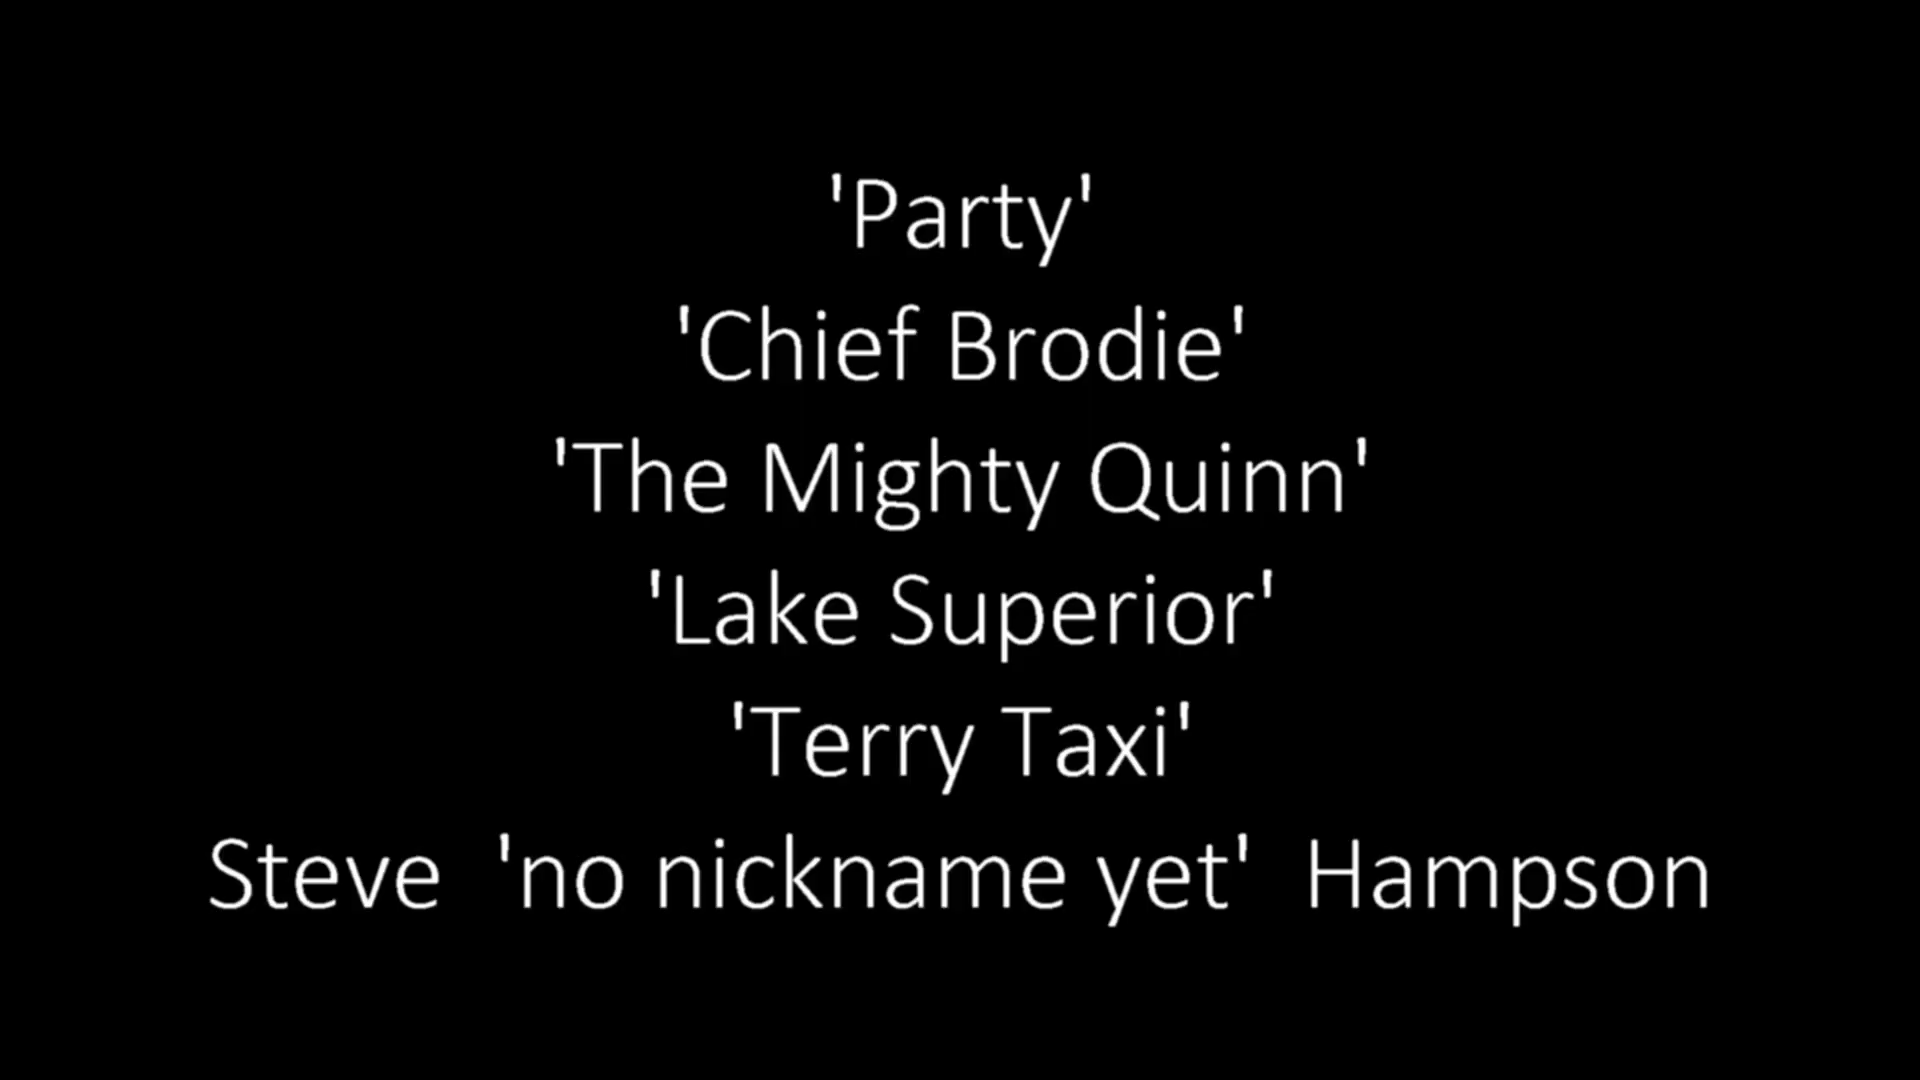 'Party'
'Chief Brodie'
'The Mighty Quinn'
'Lake Superior'
'Terry Taxi'
Steve  'no nickname yet'  Hampson